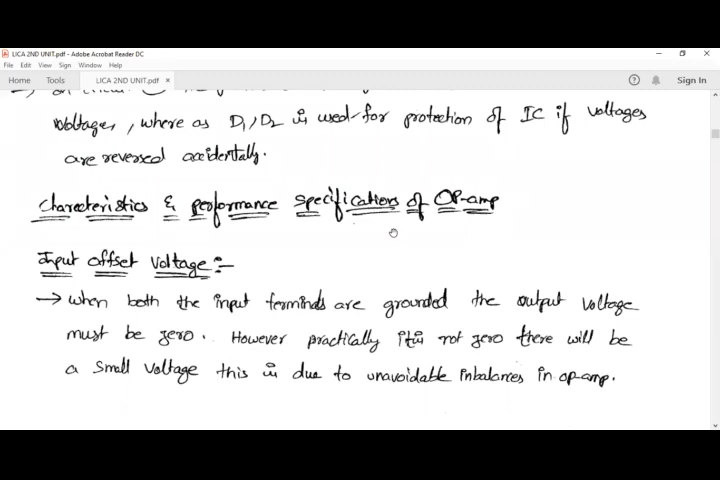 LICA 2ND UNIT.pdf - Adobe Acrobat Reader DC
File Edit View Sign Window Help
Home Tools LICA 2ND UNIT.pdf × Sign In
voltages, where as D1, D2 is used for protection of IC if voltages
are reversed accidentally.
Charecteristics & performance specifications of OP-amp
Input offset voltage :-
→ when both the input terminals are grounded the output voltage
must be zero. However practically it is not zero there will be
a small voltage this is due to unavoidable inbalances in op-amp.